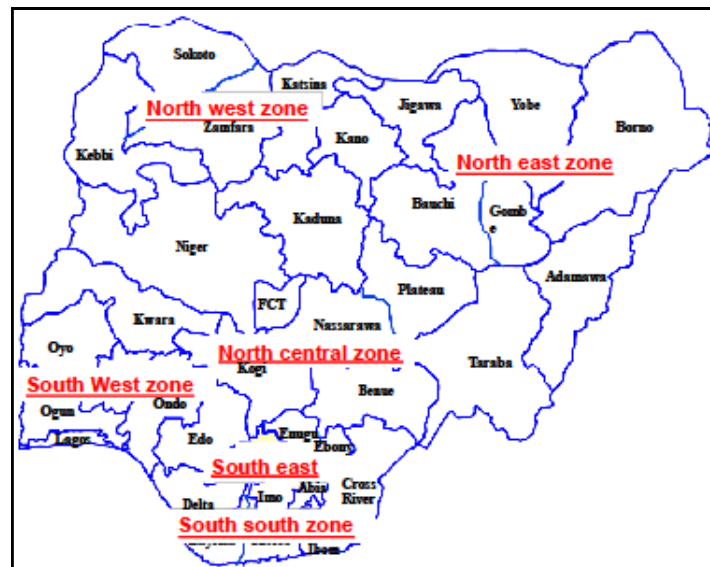 Sokoto
Katsina
Jigawa
Yobe
North west zone
Zamfara
Kano
Borno
Kebbi
North east zone
Bauchi
Gomb
e
Kaduna
Niger
Adamawa
Plateau
FCT
Kwara
Nassarawa
Oyo
North central zone
Taraba
Kogi
South West zone
Benue
Ogun
Ondo
Lagos
Edo
Enugu
Ebony
South east
Abia
Cross
River
Imo
Delta
South south zone
Ibom